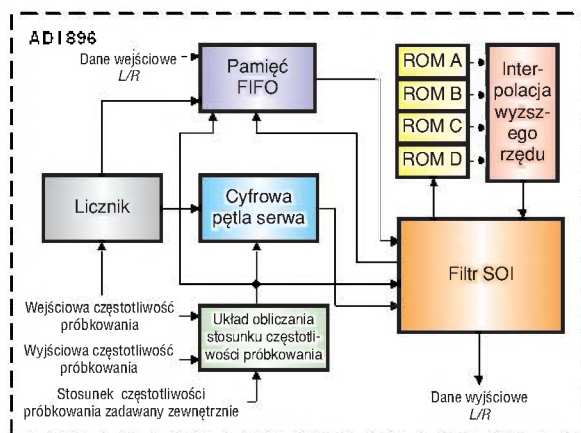 AD1896
Dane wejściowe
L/R
Pamięć
FIFO
ROM A
ROM B
ROM C
ROM D
Inter-
polacja
wyższ-
ego
rzędu
Licznik
Cyfrowa
pętla serwa
Filtr SOI
Wejściowa częstotliwość
próbkowania
Wyjściowa częstotliwość
próbkowania
Układ obliczania
stosunku częstotli-
wości próbkowania
Stosunek częstotliwości
próbkowania zadawany zewnętrznie
Dane wyjściowe
L/R